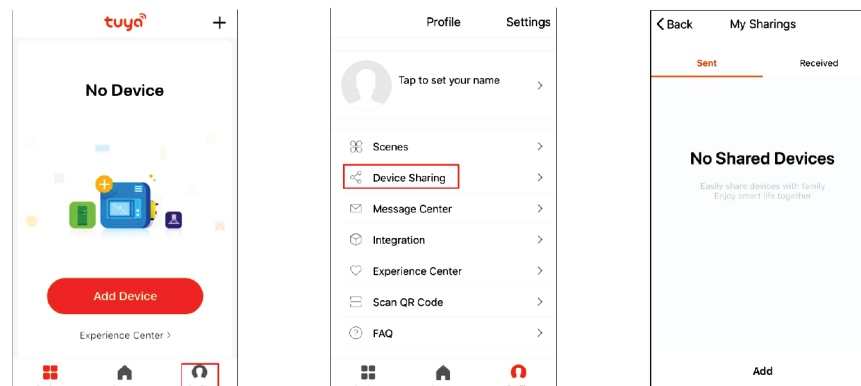 tuya
No Device
Add Device
Experience Center >
Profile
Settings
Tap to set your name
Scenes
Device Sharing
Message Center
Integration
Experience Center
Scan QR Code
FAQ
Back
My Sharings
Sent
Received
No Shared Devices
Easily share devices with family
Enjoy smart life together
Add